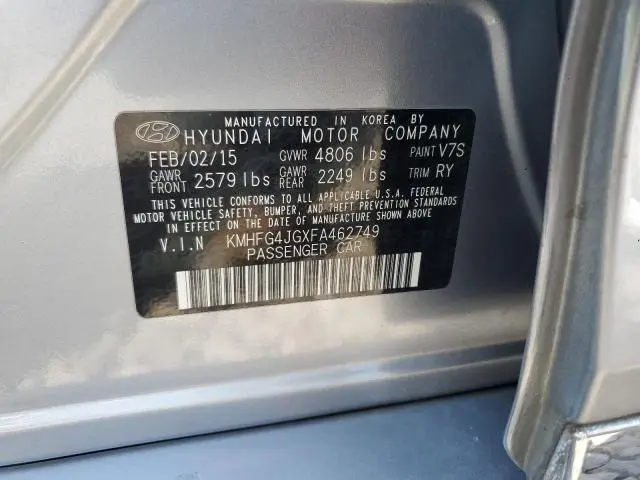 MANUFACTURED IN KOREA BY
HYUNDAI MOTOR COMPANY
FEB/02/15 GVWR 4806 lbs PAINT V7S
GAWR FRONT 2579 lbs GAWR REAR 2249 lbs TRIM RY
THIS VEHICLE CONFORMS TO ALL APPLICABLE U.S.A. FEDERAL
MOTOR VEHICLE SAFETY, BUMPER, AND THEFT PREVENTION STANDARDS
IN EFFECT ON THE DATE OF MANUFACTURE SHOWN ABOVE.
V.I.N KMHFG4JGXFA462749
PASSENGER CAR